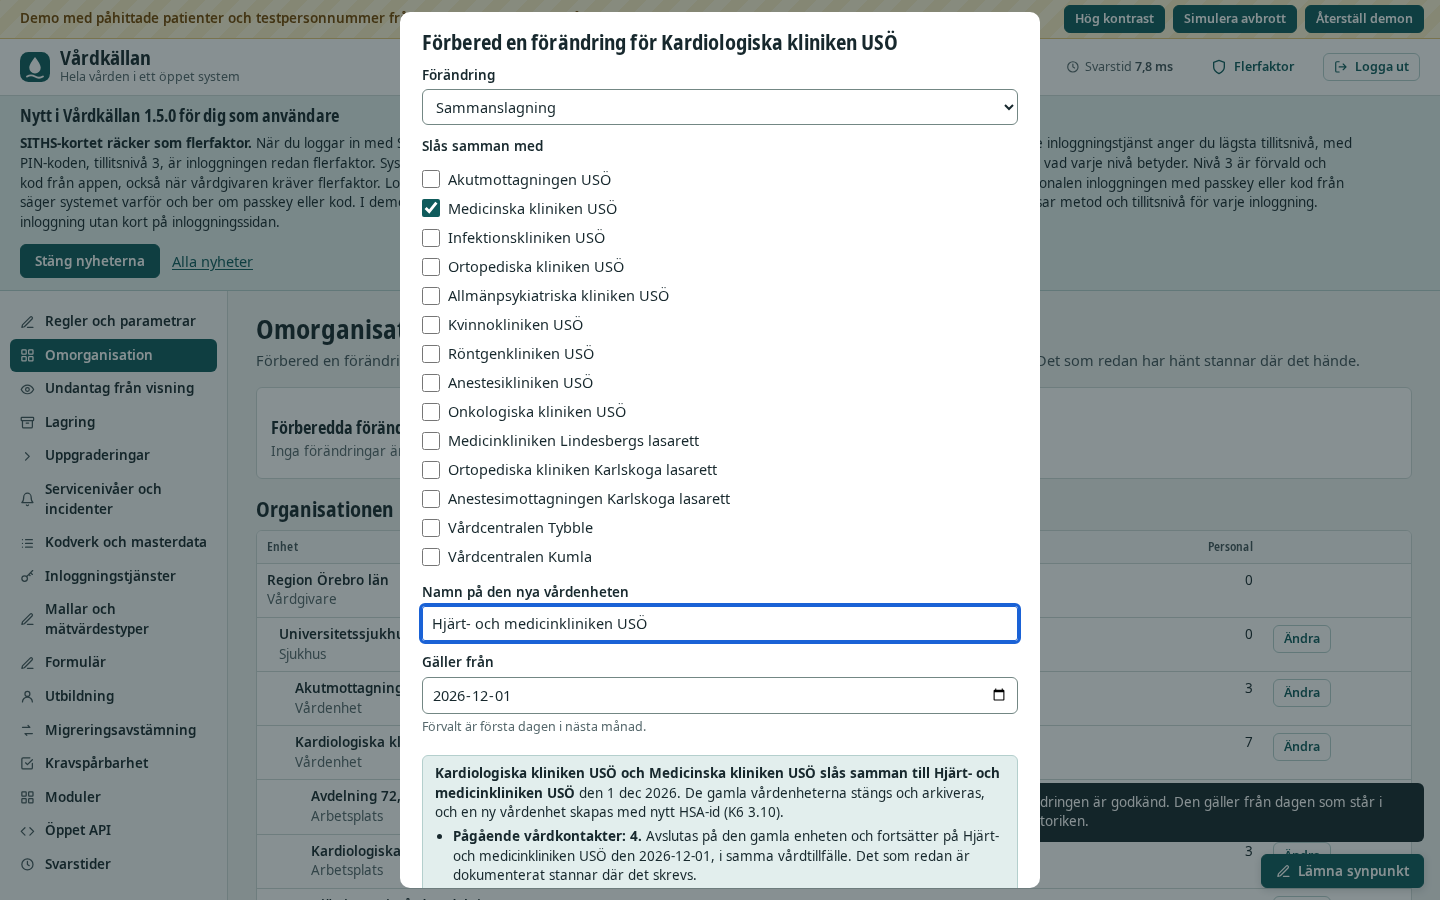 Demo med påhittade patienter och testpersonnummer
Hög kontrast
Simulera avbrott
Återställ demon
Vårdkällan
Hela vården i ett öppet system
Svarstid 7,8 ms
Flerfaktor
Logga ut
Nytt i Vårdkällan 1.5.0 för dig som användare
SITHS-kortet räcker som flerfaktor. När du loggar in med
inloggningstjänst anger du lägsta tillitsnivå, med
PIN-koden, tillitsnivå 3, är inloggningen redan flerfaktor.
vad varje nivå betyder. Nivå 3 är förvald och
kod från appen, också när vårdgivaren kräver flerfaktor.
inloggningen med passkey eller kod från
säger systemet varför och ber om passkey eller kod. I
metod och tillitsnivå för varje inloggning.
inloggning utan kort på inloggningssidan.
Stäng nyheterna
Alla nyheter
Regler och parametrar
Omorganisation
Undantag från visning
Lagring
Uppgraderingar
Servicenivåer och
incidenter
Kodverk och masterdata
Inloggningstjänster
Mallar och
mätvärdestyper
Formulär
Utbildning
Migreringsavstämning
Kravspårbarhet
Moduler
Öppet API
Svarstider
Förbered en
Det som redan har hänt stannar där det hände.
Förberedda
Inga förändringar
Organisationen
Enhet
Personal
Region Örebro län
Vårdgivare
0
Sjukhus
0
Ändra
Vårdenhet
3
Ändra
Kardiologiska
Vårdenhet
7
Ändra
Avdelning 72,
Arbetsplats
är godkänd. Den gäller från dagen som står i
Kardiologiska
Arbetsplats
3
Lämna synpunkt
Förbered en förändring för Kardiologiska kliniken USÖ
Förändring
Sammanslagning
Slås samman med
Akutmottagningen USÖ
Medicinska kliniken USÖ
Infektionskliniken USÖ
Ortopediska kliniken USÖ
Allmänpsykiatriska kliniken USÖ
Kvinnokliniken USÖ
Röntgenkliniken USÖ
Anestesikliniken USÖ
Onkologiska kliniken USÖ
Medicinkliniken Lindesbergs lasarett
Ortopediska kliniken Karlskoga lasarett
Anestesimottagningen Karlskoga lasarett
Vårdcentralen Tybble
Vårdcentralen Kumla
Namn på den nya vårdenheten
Hjärt- och medicinkliniken USÖ
Gäller från
2026-12-01
Förvalt är första dagen i nästa månad.
Kardiologiska kliniken USÖ och Medicinska kliniken USÖ slås samman till Hjärt- och
medicinkliniken USÖ den 1 dec 2026. De gamla vårdenheterna stängs och arkiveras,
och en ny vårdenhet skapas med nytt HSA-id (K6 3.10).
• Pågående vårdkontakter: 4. Avslutas på den gamla enheten och fortsätter på Hjärt-
och medicinkliniken USÖ den 2026-12-01, i samma vårdtillfälle. Det som redan är
dokumenterat stannar där det skrevs.